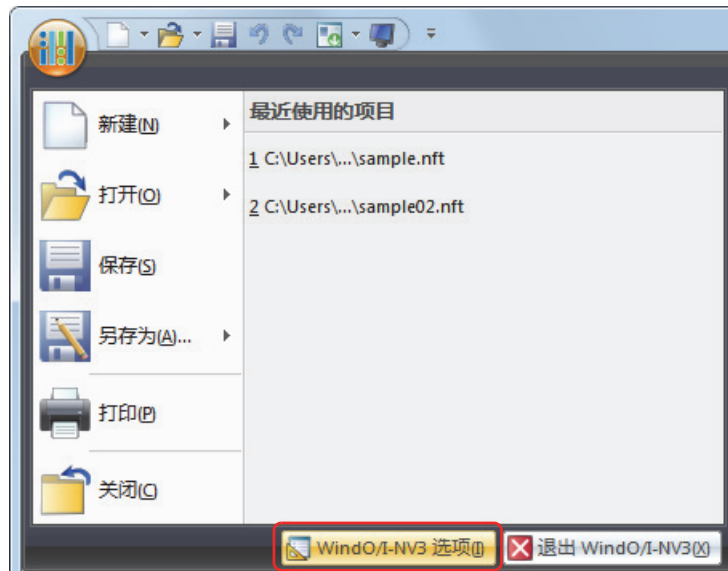 新建(N)
打开(O)
保存(S)
另存为(A)...
打印(P)
关闭(C)
最近使用的项目
1 C:\Users\...\sample.nft
2 C:\Users\...\sample02.nft
WindO/I-NV3 选项(I)
退出 WindO/I-NV3(X)